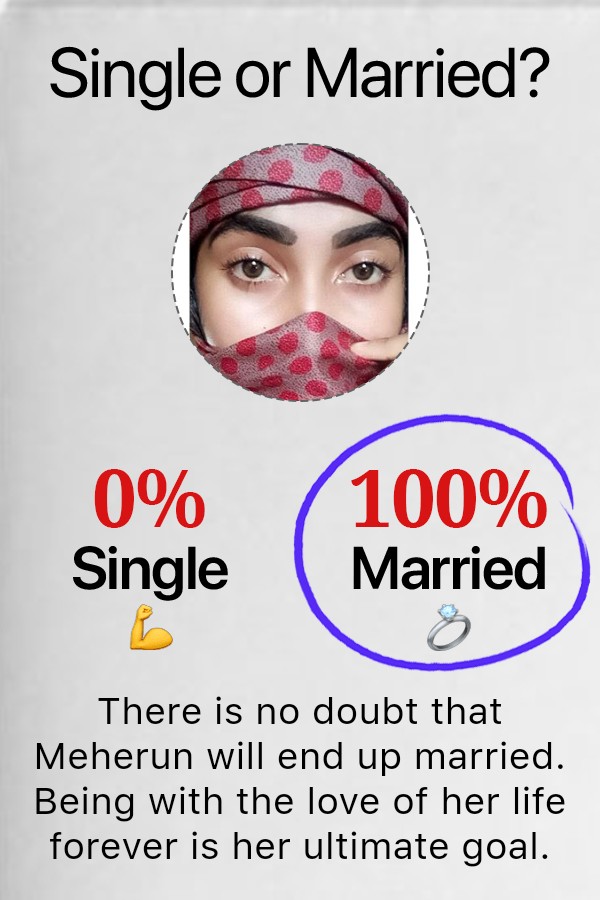 Single or Married?
0%
100%
Single
Married
There is no doubt that
Meherun will end up married.
Being with the love of her life
forever is her ultimate goal.